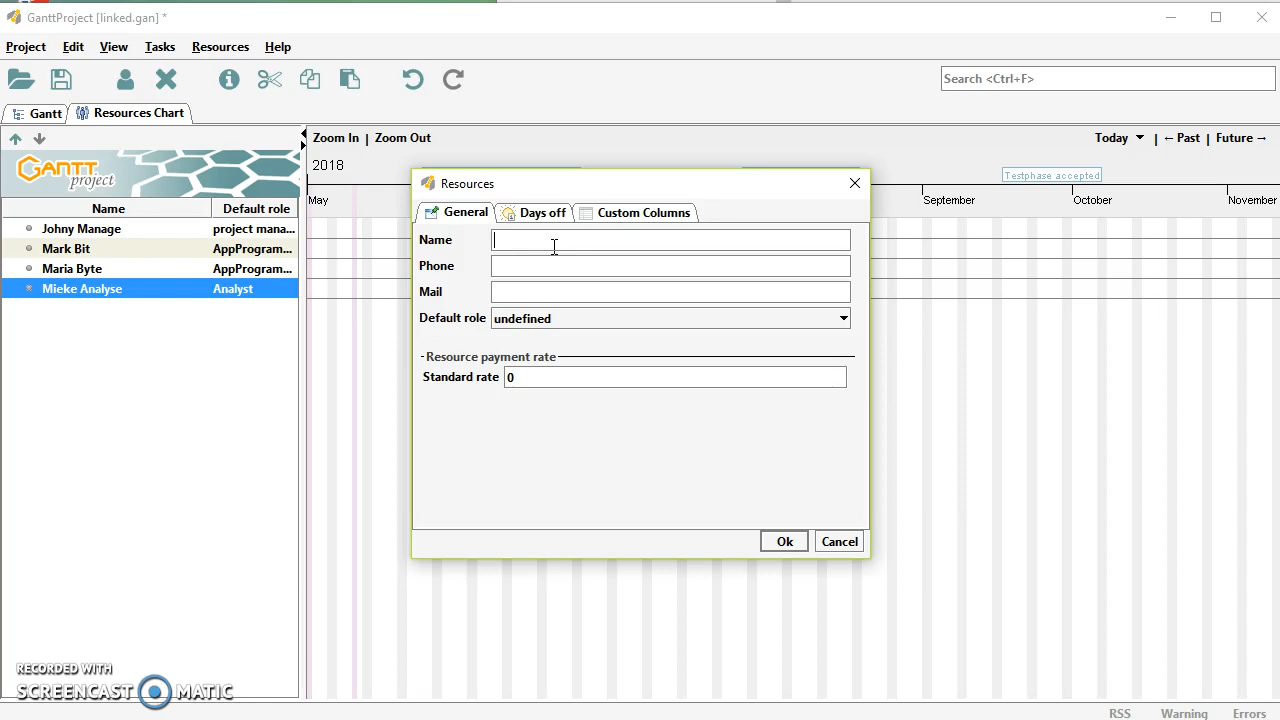 GanttProject [linked.gan] *
Project Edit View Tasks Resources Help
Search <Ctrl+F>
Gantt Resources Chart
Zoom In | Zoom Out Today | ←Past | Future→
GANTT project
2018
Testphase accepted
May September October November
Name Default role
Johny Manage project mana...
Mark Bit AppProgram...
Maria Byte AppProgram...
Mieke Analyse Analyst
Resources
General Days off Custom Columns
Name
Phone
Mail
Default role undefined
Resource payment rate
Standard rate 0
Ok Cancel
RECORDED WITH
SCREENCAST MATIC
RSS Warning Errors